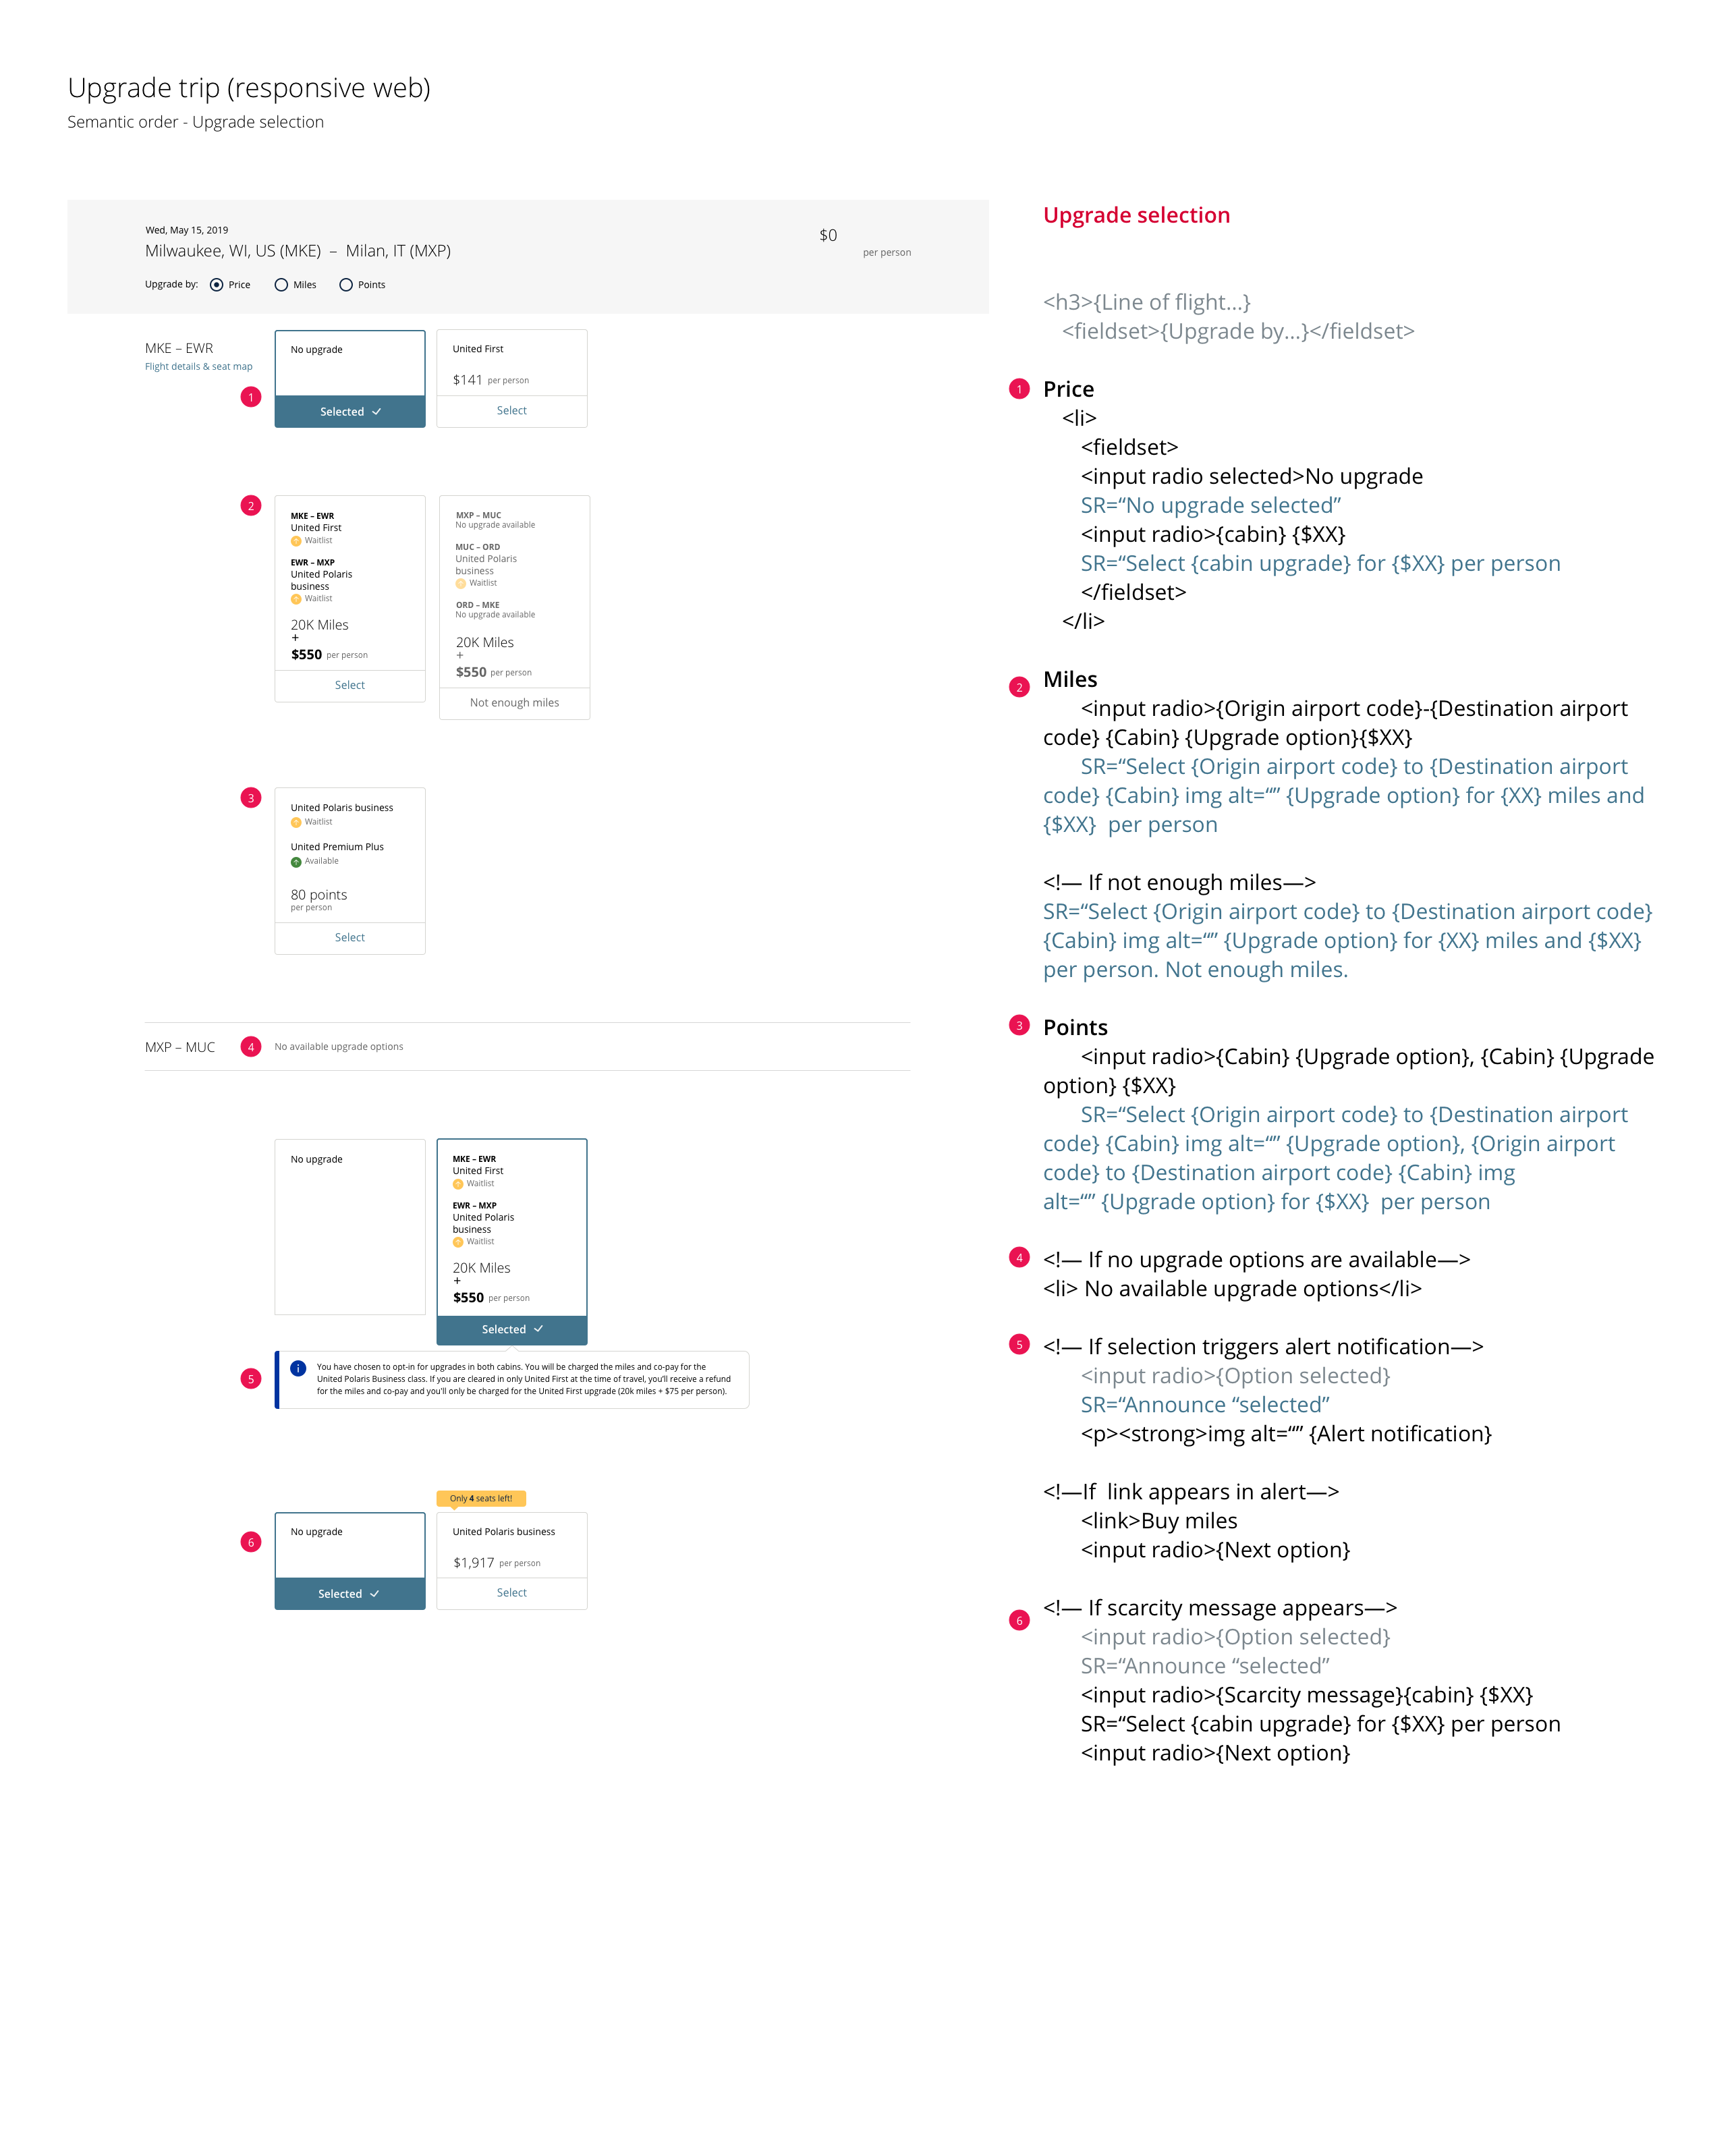 Upgrade trip (responsive web)
Semantic order - Upgrade selection
Wed, May 15, 2019
Milwaukee, WI, US (MKE) – Milan, IT (MXP)
$0
per person
Upgrade by:
Price
Miles
Points
MKE – EWR
Flight details & seat map
1
No upgrade
Selected
United First
$141 per person
Select
2
MKE – EWR
United First
Waitlist
EWR – MXP
United Polaris
business
Waitlist
20K Miles
+
$550 per person
Select
MXP – MUC
No upgrade available
MUC – ORD
United Polaris
business
Waitlist
ORD – MKE
No upgrade available
20K Miles
+
$550 per person
Not enough miles
3
United Polaris business
Waitlist
United Premium Plus
Available
80 points
per person
Select
MXP – MUC
4
No available upgrade options
No upgrade
MKE – EWR
United First
Waitlist
EWR – MXP
United Polaris
business
Waitlist
20K Miles
+
$550 per person
Selected
5
i
You have chosen to opt-in for upgrades in both cabins. You will be charged the miles and co-pay for the
United Polaris Business class. If you are cleared in only United First at the time of travel, you'll receive a refund
for the miles and co-pay and you'll only be charged for the United First upgrade (20k miles + $75 per person).
6
No upgrade
Selected
Only 4 seats left!
United Polaris business
$1,917 per person
Select
Upgrade selection
<h3>{Line of flight...}
<fieldset>{Upgrade by...}</fieldset>
1
Price
<li>
<fieldset>
<input radio selected>No upgrade
SR=“No upgrade selected”
<input radio>{cabin} {$XX}
SR=“Select {cabin upgrade} for {$XX} per person
</fieldset>
</li>
2
Miles
<input radio>{Origin airport code}-{Destination airport
code} {Cabin} {Upgrade option}{$XX}
SR=“Select {Origin airport code} to {Destination airport
code} {Cabin} img alt=“” {Upgrade option} for {XX} miles and
{$XX}  per person
<!— If not enough miles—>
SR=“Select {Origin airport code} to {Destination airport code}
{Cabin} img alt=“” {Upgrade option} for {XX} miles and {$XX}
per person. Not enough miles.
3
Points
<input radio>{Cabin} {Upgrade option}, {Cabin} {Upgrade
option} {$XX}
SR=“Select {Origin airport code} to {Destination airport
code} {Cabin} img alt=“” {Upgrade option}, {Origin airport
code} to {Destination airport code} {Cabin} img
alt=“” {Upgrade option} for {$XX}  per person
4
<!— If no upgrade options are available—>
<li> No available upgrade options</li>
5
<!— If selection triggers alert notification—>
<input radio>{Option selected}
SR=“Announce “selected”
<p><strong>img alt=“” {Alert notification}
<!—If  link appears in alert—>
<link>Buy miles
<input radio>{Next option}
6
<!— If scarcity message appears—>
<input radio>{Option selected}
SR=“Announce “selected”
<input radio>{Scarcity message}{cabin} {$XX}
SR=“Select {cabin upgrade} for {$XX} per person
<input radio>{Next option}